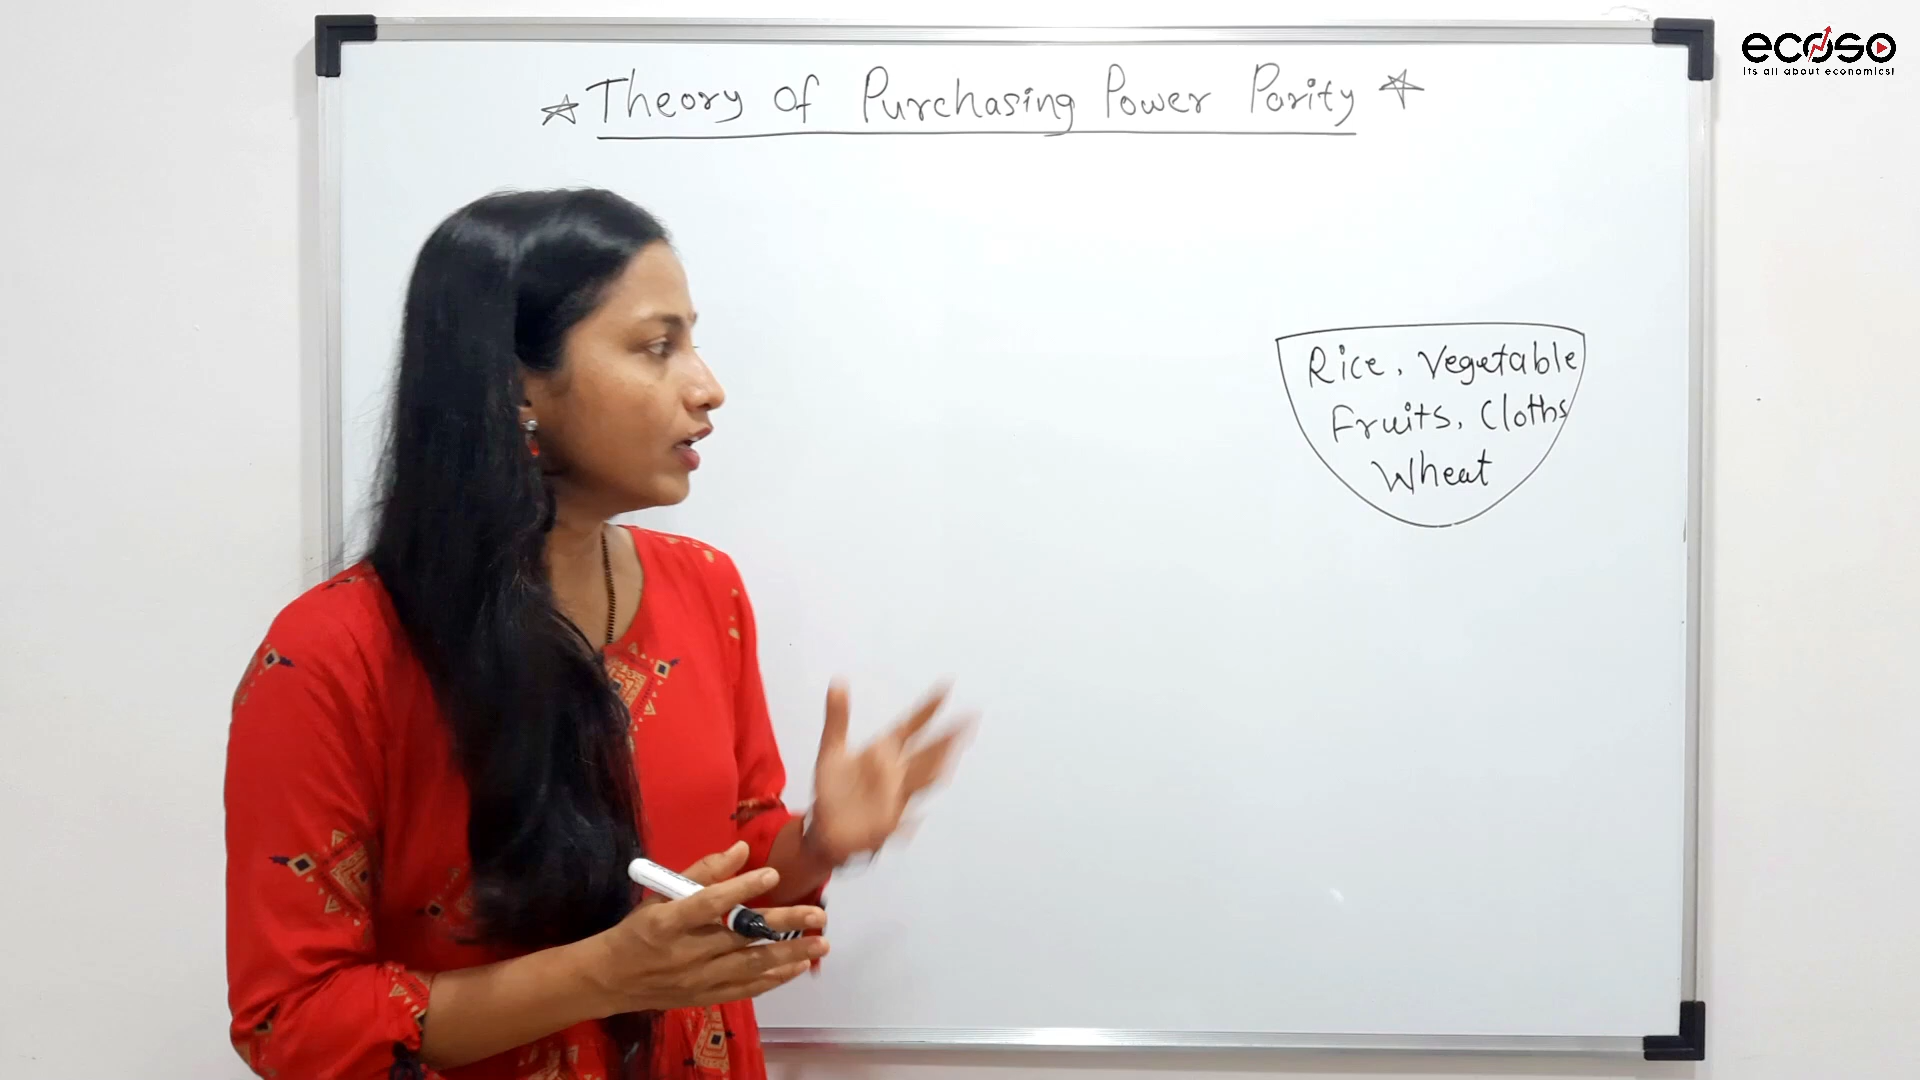 ☆ Theory Of Purchasing Power Parity ☆
Rice, Vegetable
Fruits, Cloths
Wheat
ecoso
its all about economics!